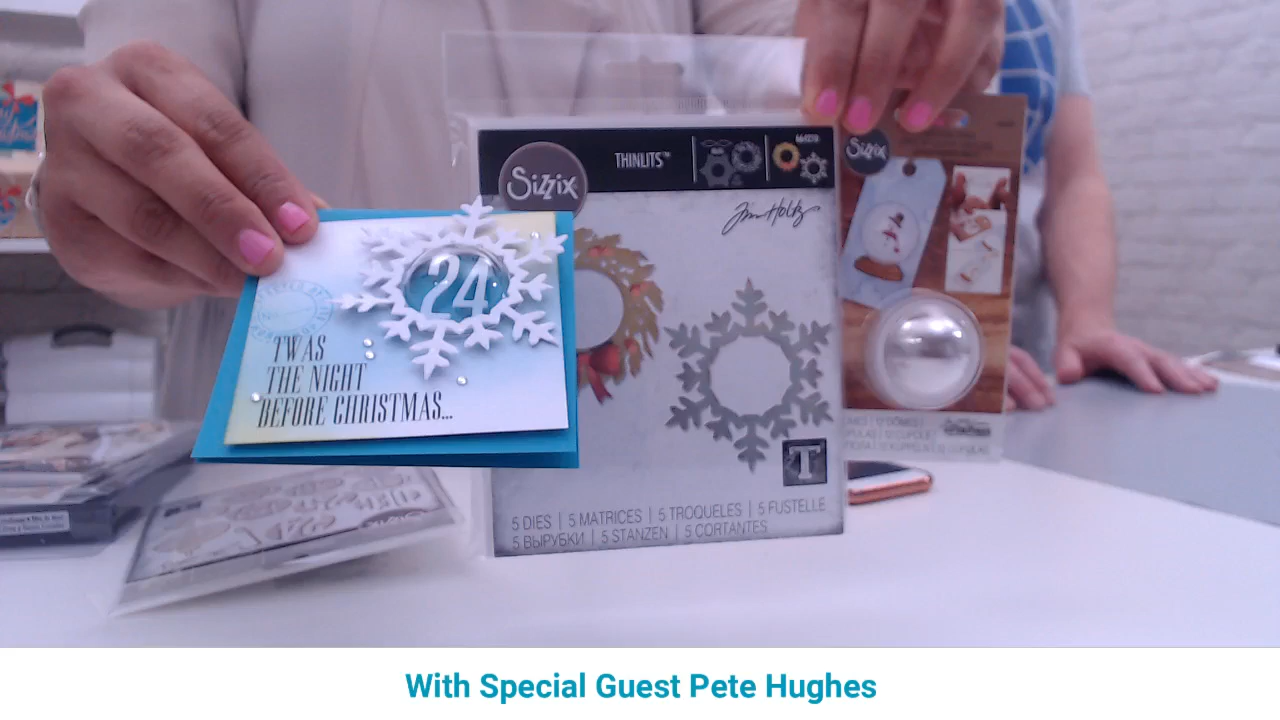 Sizzix
THINLITS™
Tim Holtz
24
'TWAS
THE NIGHT
BEFORE CHRISTMAS...
T
5 DIES | 5 MATRICES | 5 TROQUELES | 5 FUSTELLE
5 ВЫРУБКИ | 5 STANZEN | 5 CORTANTES
Sizzix
With Special Guest Pete Hughes